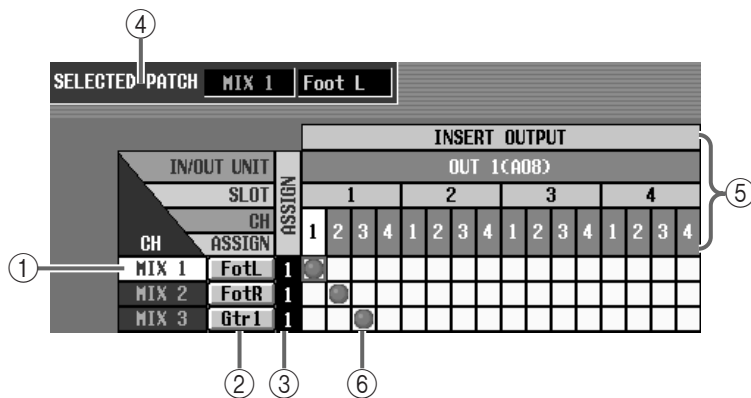 ④
SELECTED PATCH MIX 1 Foot L
INSERT OUTPUT
IN/OUT UNIT OUT 1(A08)
SLOT 1 2 3 4
CH 1 2 3 4 1 2 3 4 1 2 3 4 1 2 3 4
CH ASSIGN ASSIGN
⑤
① MIX 1 FotL 1
MIX 2 FotR 1
MIX 3 Gtr1 1
② ③ ⑥